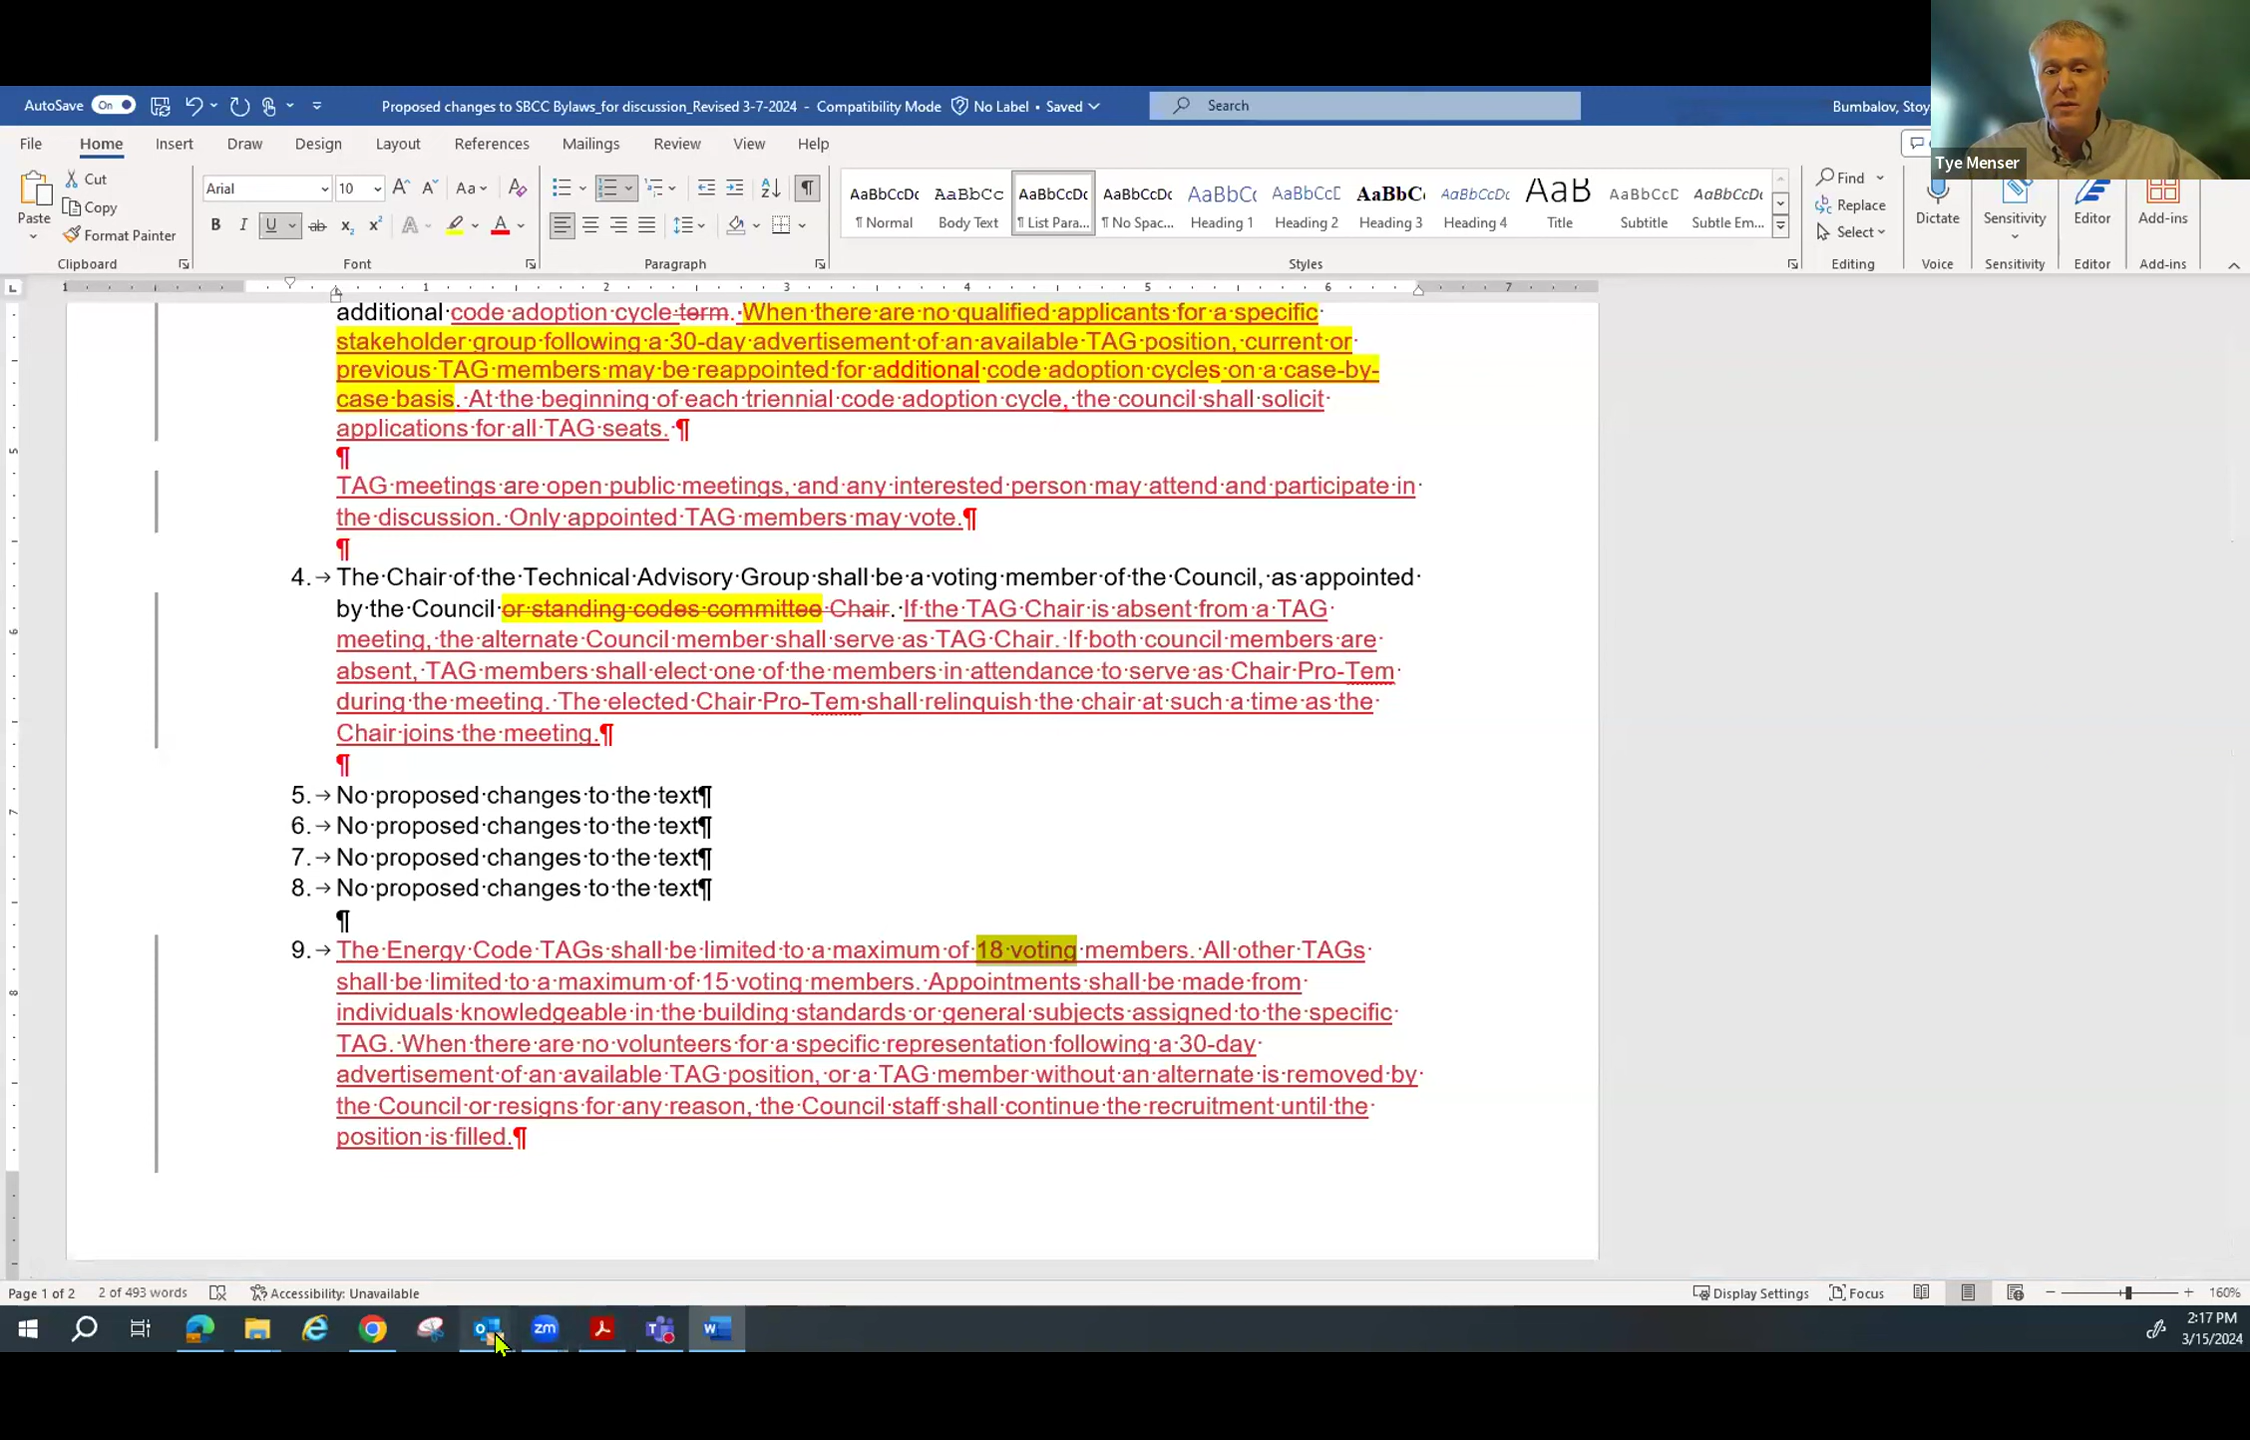 AutoSave On Proposed changes to SBCC Bylaws_for discussion_Revised 3-7-2024 - Compatibility Mode No Label • Saved Search Bumbalov, Stoy
Tye Menser
File Home Insert Draw Design Layout References Mailings Review View Help
Paste Cut Copy Format Painter
Arial 10
AaBbCcDc AaBbCc AaBbCcDc AaBbCcDc AaBbCc AaBbCcD AaBbC AaBbCcDc AaB AaBbCcD AaBbCcDc
¶ Normal Body Text ¶ List Para... ¶ No Spac... Heading 1 Heading 2 Heading 3 Heading 4 Title Subtitle Subtle Em...
Find Replace Select
Dictate Sensitivity Editor Add-ins
Clipboard Font Paragraph Styles Editing Voice Sensitivity Editor Add-ins
1 1 2 3 4 5 6 7
additional code adoption cycle term. When there are no qualified applicants for a specific
stakeholder group following a 30-day advertisement of an available TAG position, current or
previous TAG members may be reappointed for additional code adoption cycles on a case-by-
case basis. At the beginning of each triennial code adoption cycle, the council shall solicit
applications for all TAG seats. ¶
¶
TAG meetings are open public meetings, and any interested person may attend and participate in
the discussion. Only appointed TAG members may vote.¶
¶
4. The Chair of the Technical Advisory Group shall be a voting member of the Council, as appointed
by the Council or standing codes committee Chair. If the TAG Chair is absent from a TAG
meeting, the alternate Council member shall serve as TAG Chair. If both council members are
absent, TAG members shall elect one of the members in attendance to serve as Chair Pro-Tem
during the meeting. The elected Chair Pro-Tem shall relinquish the chair at such a time as the
Chair joins the meeting.¶
¶
5. No proposed changes to the text¶
6. No proposed changes to the text¶
7. No proposed changes to the text¶
8. No proposed changes to the text¶
¶
9. The Energy Code TAGs shall be limited to a maximum of 18 voting members. All other TAGs
shall be limited to a maximum of 15 voting members. Appointments shall be made from
individuals knowledgeable in the building standards or general subjects assigned to the specific
TAG. When there are no volunteers for a specific representation following a 30-day
advertisement of an available TAG position, or a TAG member without an alternate is removed by
the Council or resigns for any reason, the Council staff shall continue the recruitment until the
position is filled.¶
Page 1 of 2 2 of 493 words Accessibility: Unavailable Display Settings Focus 160%
2:17 PM
3/15/2024